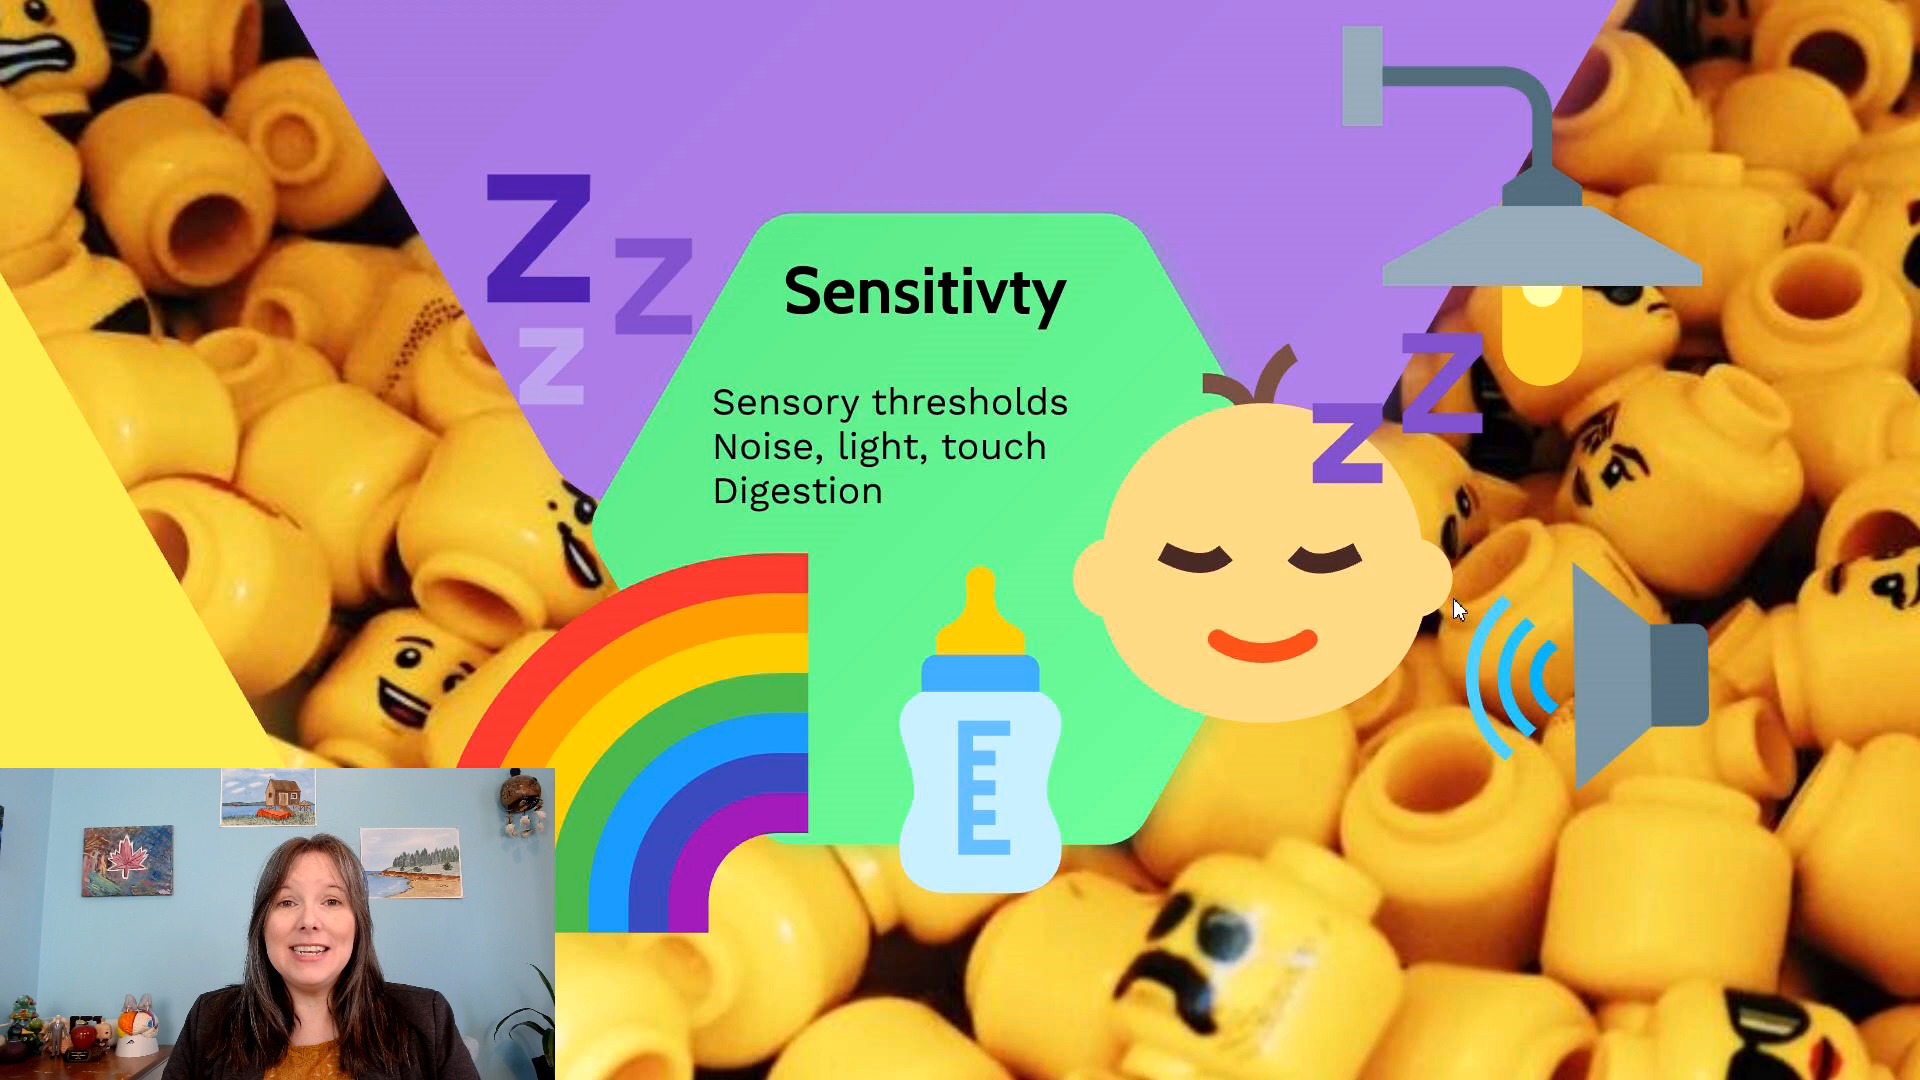 Sensitivty
Sensory thresholds
Noise, light, touch
Digestion
Z
Z
Z
Z
Z